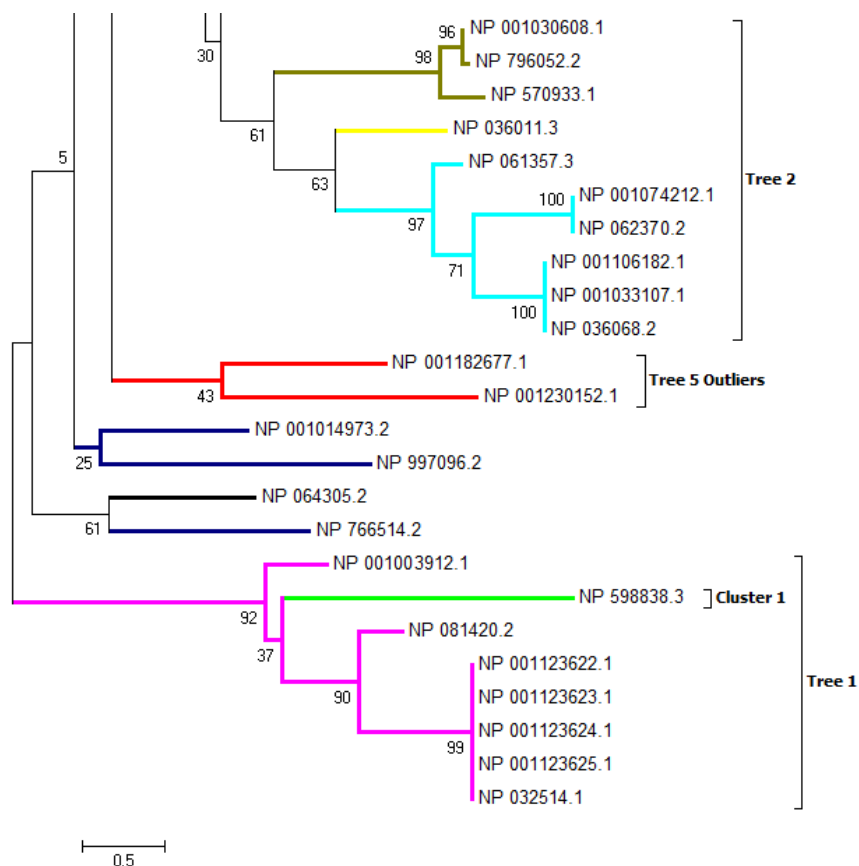 NP 001030608.1
96
NP 796052.2
30
98
NP 570933.1
61
NP 036011.3
5
NP 061357.3
63
Tree 2
NP 001074212.1
100
97
NP 062370.2
71
NP 001106182.1
NP 001033107.1
100
NP 036068.2
NP 001182677.1
Tree 5 Outliers
43
NP 001230152.1
NP 001014973.2
25
NP 997096.2
NP 064305.2
61
NP 766514.2
NP 001003912.1
NP 598838.3
Cluster 1
92
NP 081420.2
37
NP 001123622.1
Tree 1
90
NP 001123623.1
NP 001123624.1
99
NP 001123625.1
NP 032514.1
0.5